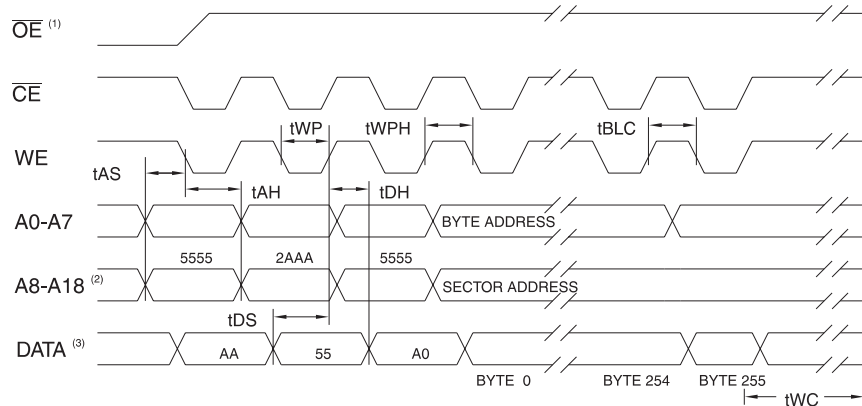 OE (1)
CE
tWP tWPH tBLC
WE
tAS
tAH tDH
A0-A7 BYTE ADDRESS
5555 2AAA 5555
A8-A18 (2) SECTOR ADDRESS
tDS
DATA (3) AA 55 A0
BYTE 0 BYTE 254 BYTE 255
tWC